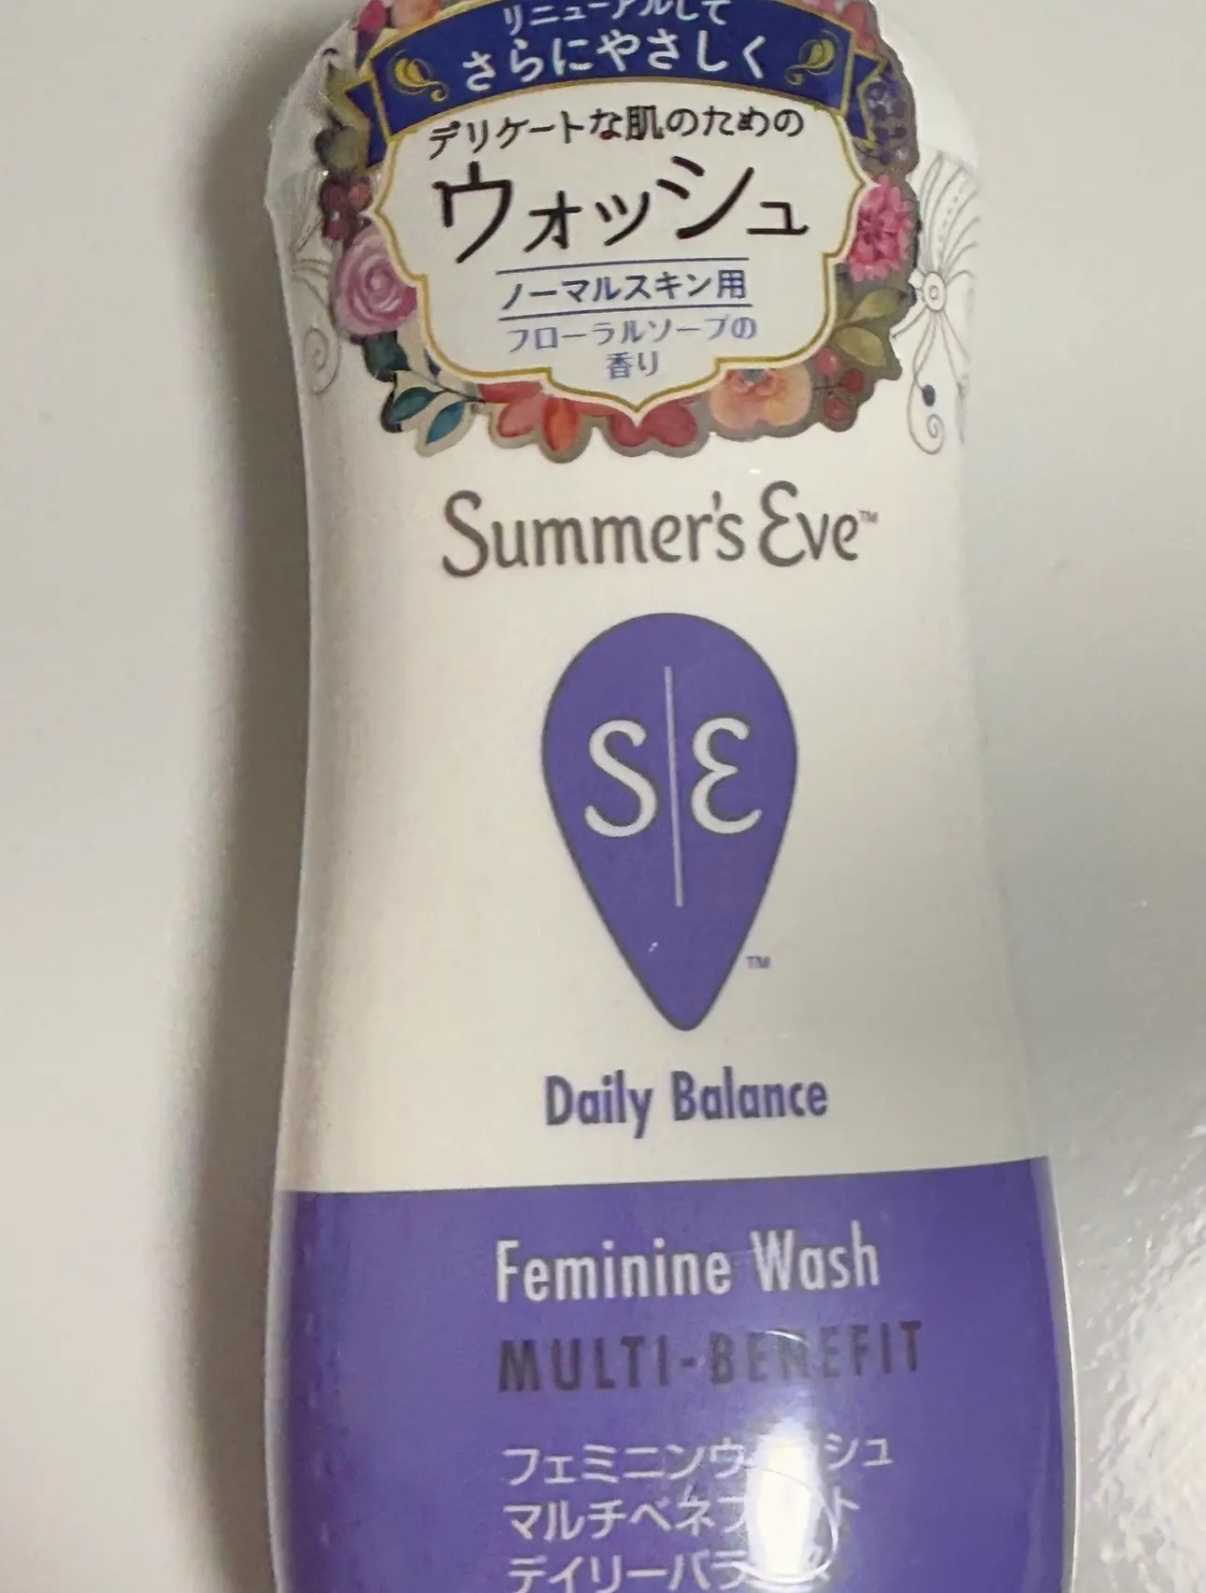 リニューアルして
さらにやさしく
デリケートな肌のための
ウォッシュ
ノーマルスキン用
フローラルソープの
香り
Summer's Eve™
S|E
™
Daily Balance
Feminine Wash
MULTI-BENEFIT